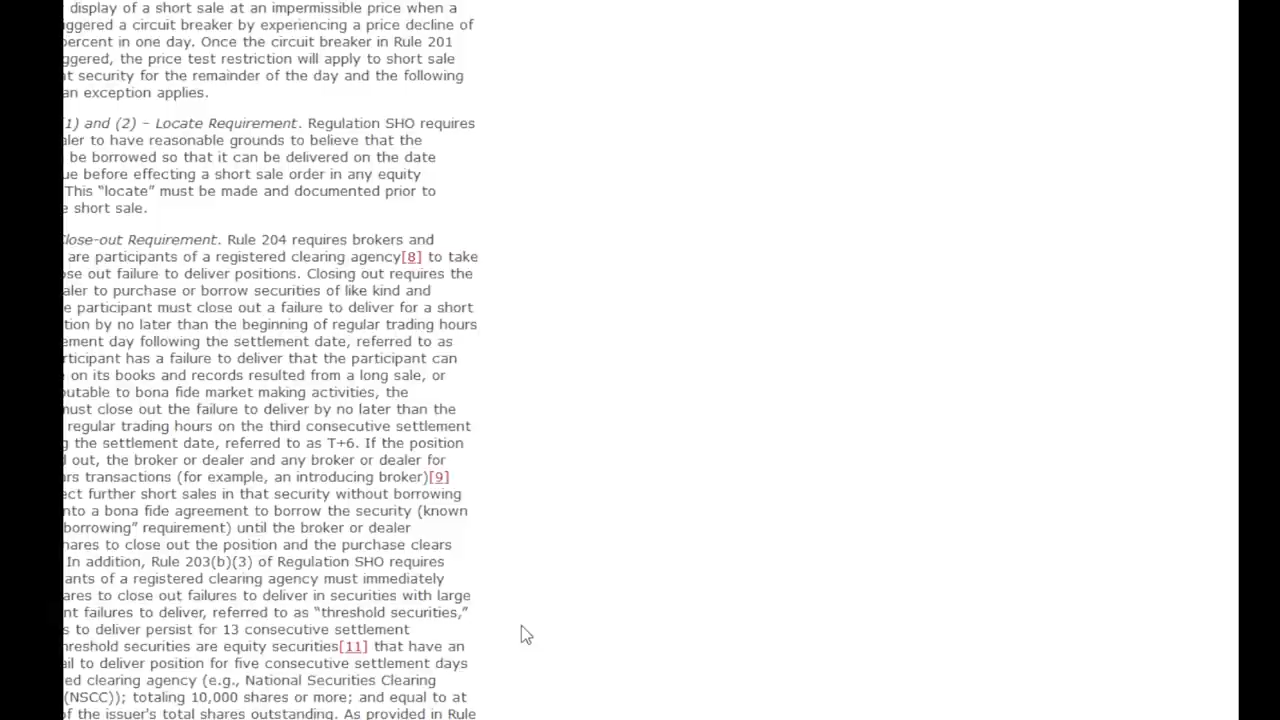 display of a short sale at an impermissible price when a
ggered a circuit breaker by experiencing a price decline of
percent in one day. Once the circuit breaker in Rule 201
ggered, the price test restriction will apply to short sale
at security for the remainder of the day and the following
an exception applies.
(1) and (2) – Locate Requirement. Regulation SHO requires
aler to have reasonable grounds to believe that the
be borrowed so that it can be delivered on the date
ue before effecting a short sale order in any equity
This “locate” must be made and documented prior to
e short sale.
Close-out Requirement. Rule 204 requires brokers and
are participants of a registered clearing agency[8] to take
ose out failure to deliver positions. Closing out requires the
aler to purchase or borrow securities of like kind and
e participant must close out a failure to deliver for a short
tion by no later than the beginning of regular trading hours
ement day following the settlement date, referred to as
rticipant has a failure to deliver that the participant can
on its books and records resulted from a long sale, or
butable to bona fide market making activities, the
must close out the failure to deliver by no later than the
regular trading hours on the third consecutive settlement
g the settlement date, referred to as T+6. If the position
l out, the broker or dealer and any broker or dealer for
ars transactions (for example, an introducing broker)[9]
ect further short sales in that security without borrowing
nto a bona fide agreement to borrow the security (known
borrowing” requirement) until the broker or dealer
hares to close out the position and the purchase clears
In addition, Rule 203(b)(3) of Regulation SHO requires
ants of a registered clearing agency must immediately
ares to close out failures to deliver in securities with large
nt failures to deliver, referred to as “threshold securities,”
s to deliver persist for 13 consecutive settlement
hreshold securities are equity securities[11] that have an
ail to deliver position for five consecutive settlement days
ed clearing agency (e.g., National Securities Clearing
(NSCC)); totaling 10,000 shares or more; and equal to at
of the issuer's total shares outstanding. As provided in Rule